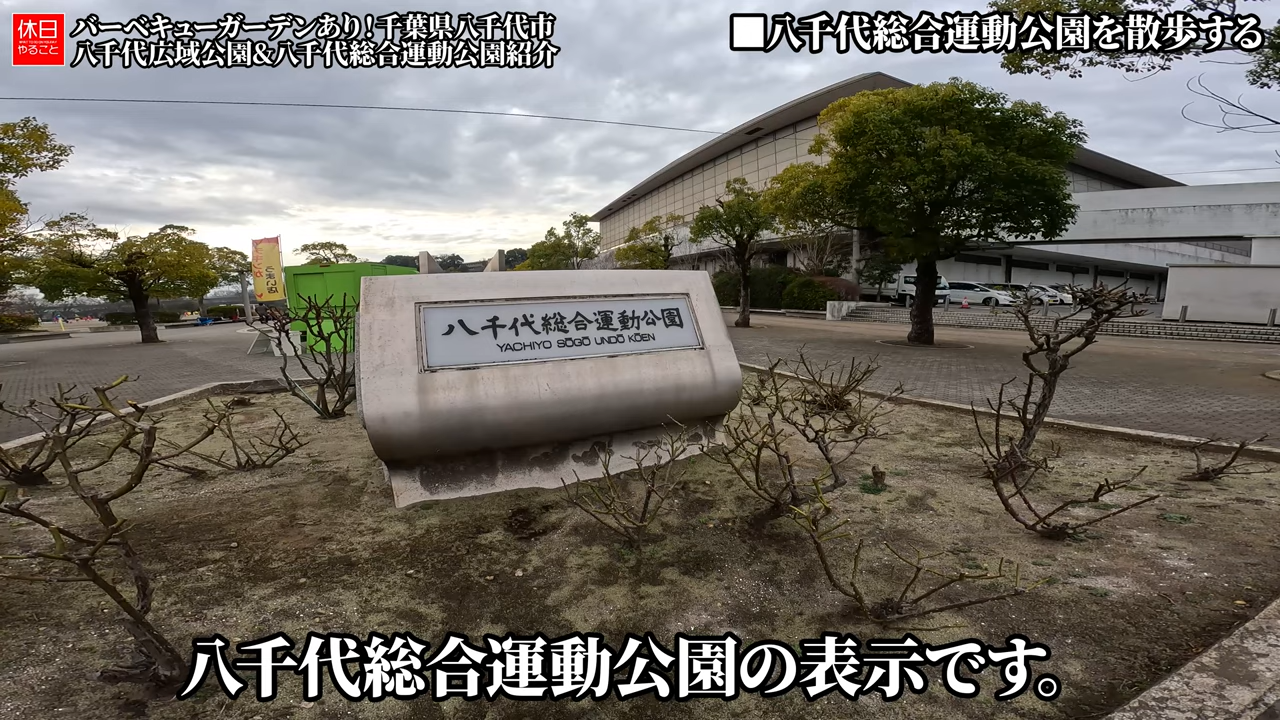 休日
やること
バーベキューガーデンあり!千葉県八千代市
八千代広域公園&八千代総合運動公園紹介
■八千代総合運動公園を散歩する
八千代総合運動公園
YACHIYO SŌGŌ UNDŌ KŌEN
八千代総合運動公園の表示です。